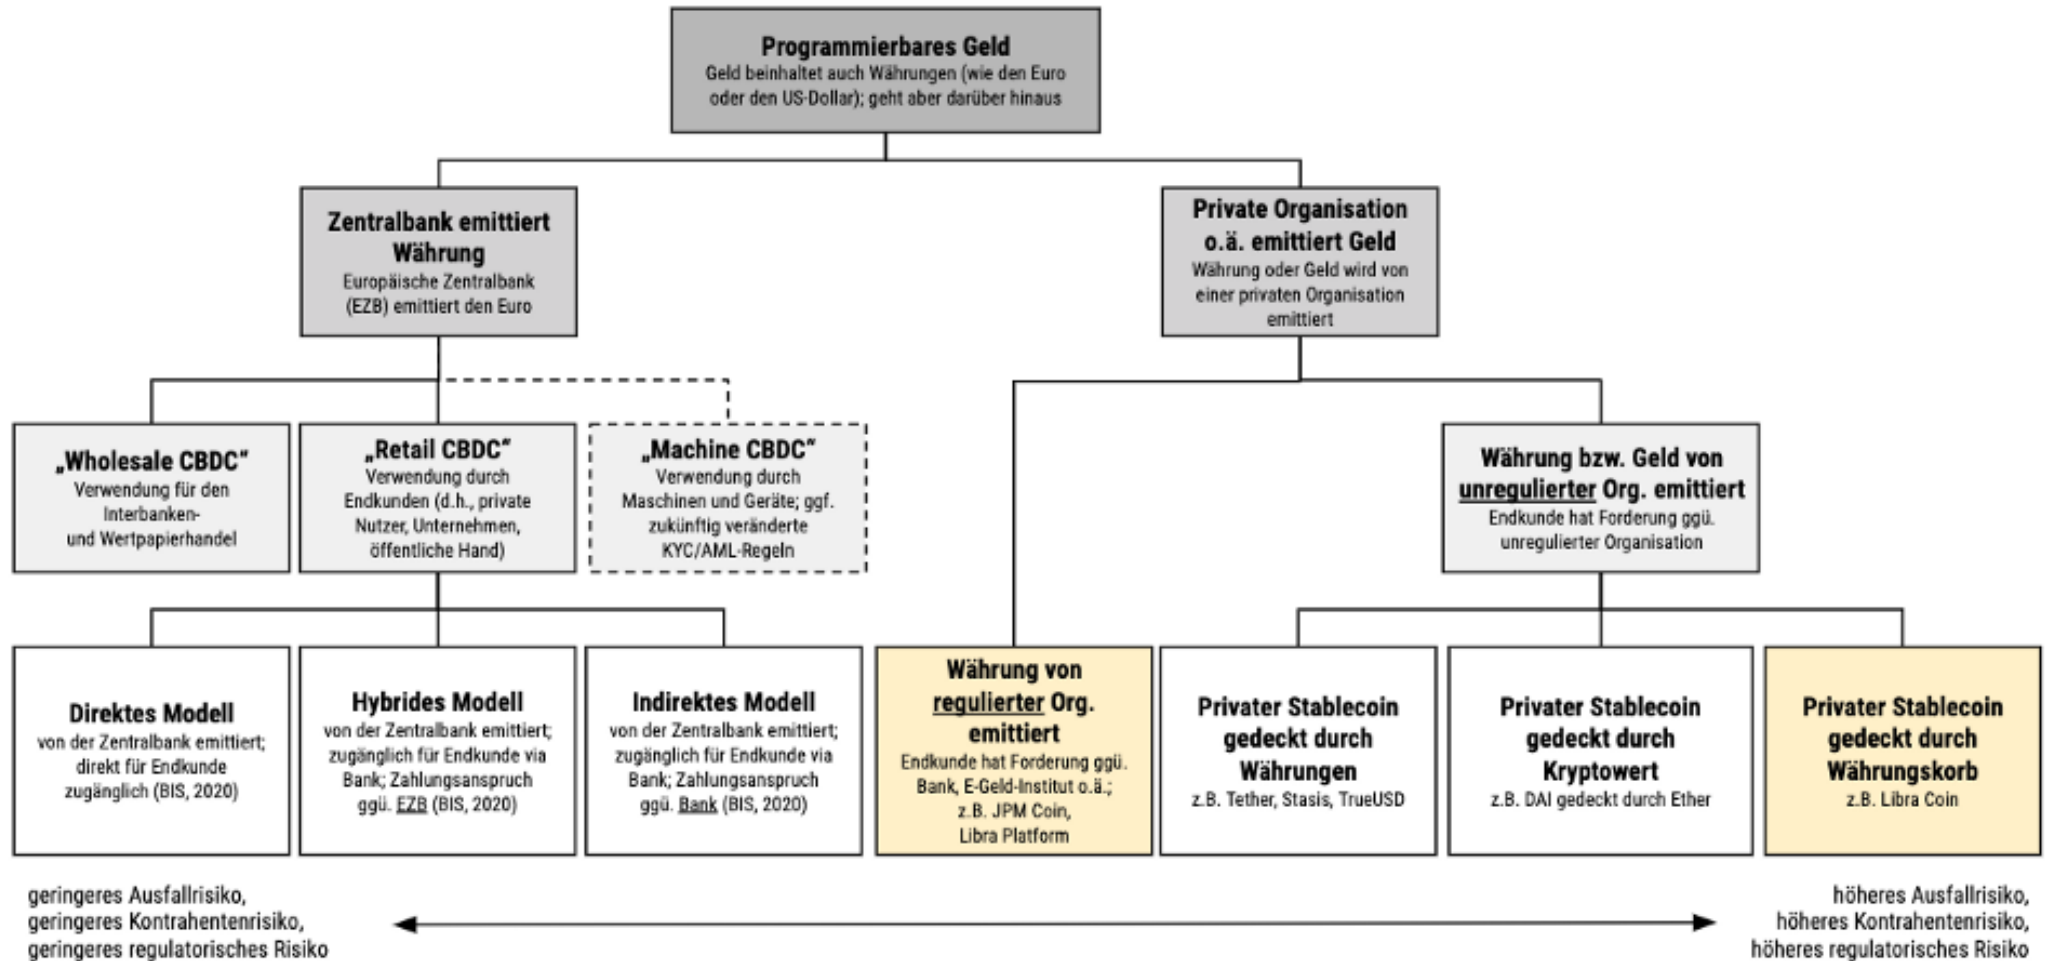 Programmierbares Geld
Geld beinhaltet auch Währungen (wie den Euro
oder den US-Dollar); geht aber darüber hinaus
Zentralbank emittiert
Währung
Europäische Zentralbank
(EZB) emittiert den Euro
Private Organisation
o.ä. emittiert Geld
Währung oder Geld wird von
einer privaten Organisation
emittiert
„Wholesale CBDC“
Verwendung für den
Interbanken-
und Wertpapierhandel
„Retail CBDC“
Verwendung durch
Endkunden (d.h., private
Nutzer, Unternehmen,
öffentliche Hand)
„Machine CBDC“
Verwendung durch
Maschinen und Geräte; ggf.
zukünftig veränderte
KYC/AML-Regeln
Währung bzw. Geld von
unregulierter Org. emittiert
Endkunde hat Forderung ggü.
unregulierter Organisation
Direktes Modell
von der Zentralbank emittiert;
direkt für Endkunde
zugänglich (BIS, 2020)
Hybrides Modell
von der Zentralbank emittiert;
zugänglich für Endkunde via
Bank; Zahlungsanspruch
ggü. EZB (BIS, 2020)
Indirektes Modell
von der Zentralbank emittiert;
zugänglich für Endkunde via
Bank; Zahlungsanspruch
ggü. Bank (BIS, 2020)
Währung von
regulierter Org.
emittiert
Endkunde hat Forderung ggü.
Bank, E-Geld-Institut o.ä.;
z.B. JPM Coin,
Libra Platform
Privater Stablecoin
gedeckt durch
Währungen
z.B. Tether, Stasis, TrueUSD
Privater Stablecoin
gedeckt durch
Kryptowert
z.B. DAI gedeckt durch Ether
Privater Stablecoin
gedeckt durch
Währungskorb
z.B. Libra Coin
geringeres Ausfallrisiko,
geringeres Kontrahentenrisiko,
geringeres regulatorisches Risiko
höheres Ausfallrisiko,
höheres Kontrahentenrisiko,
höheres regulatorisches Risiko